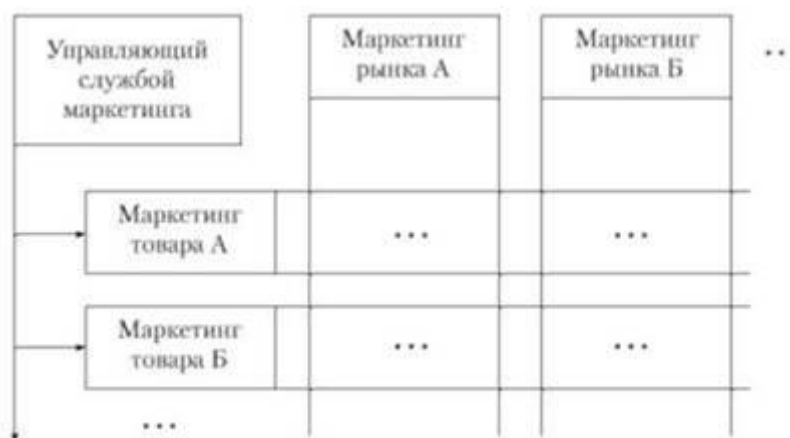 Управляющий
службой
маркетинга
Маркетинг
рынка А
Маркетинг
рынка Б
..
Маркетинг
товара А
...
...
Маркетинг
товара Б
...
...
...